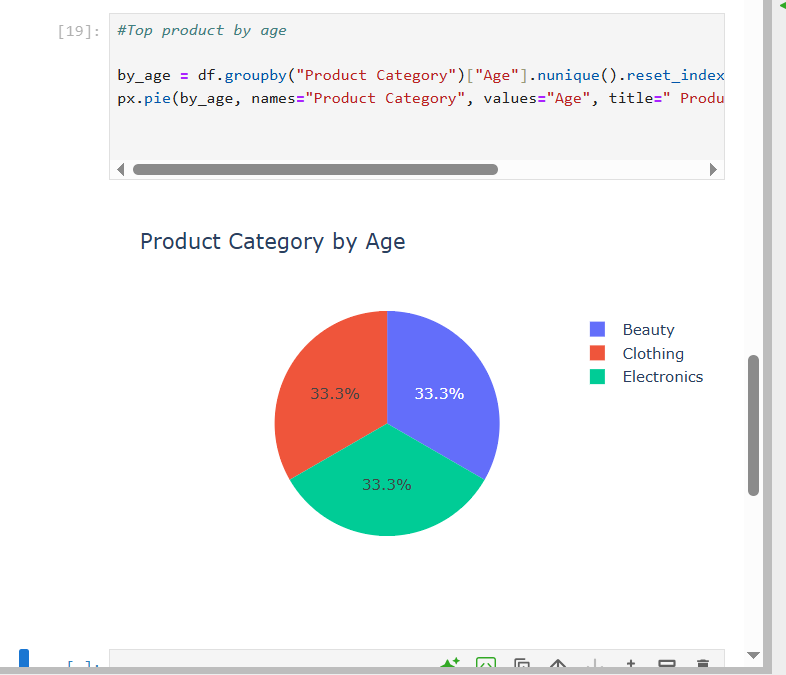 [19]:
#Top product by age
by_age = df.groupby("Product Category")["Age"].nunique().reset_index
px.pie(by_age, names="Product Category", values="Age", title=" Produ
Product Category by Age
Beauty
Clothing
Electronics
33.3%
33.3%
33.3%
[ ]: